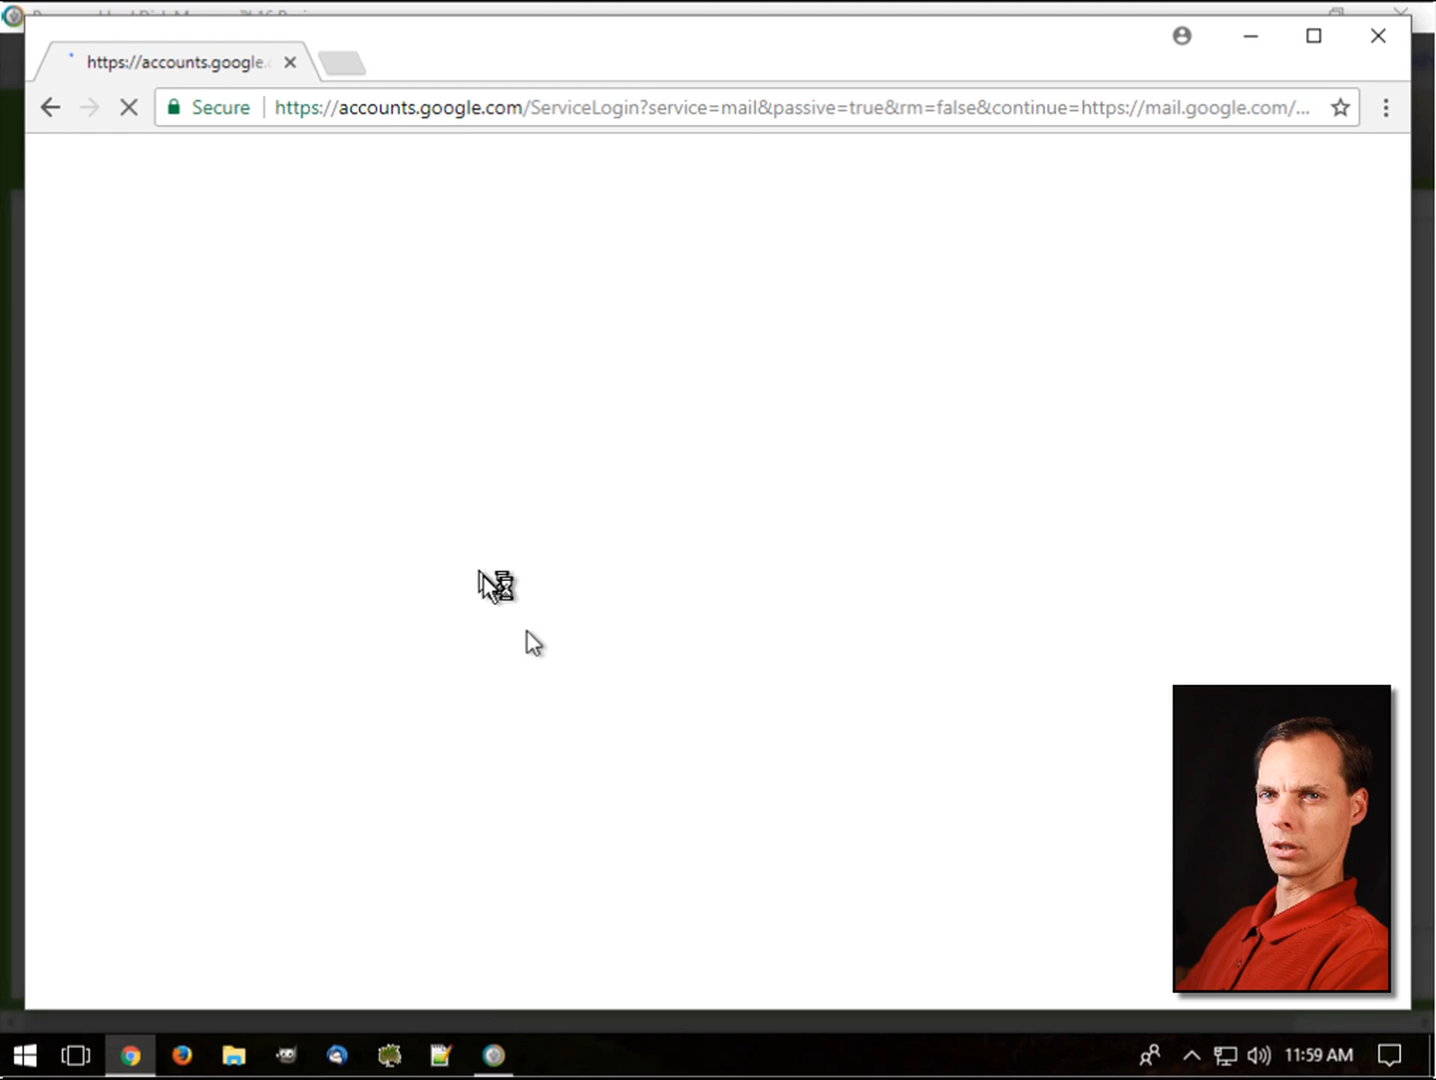 https://accounts.google.
Secure
https://accounts.google.com/ServiceLogin?service=mail&passive=true&rm=false&continue=https://mail.google.com/...
11:59 AM